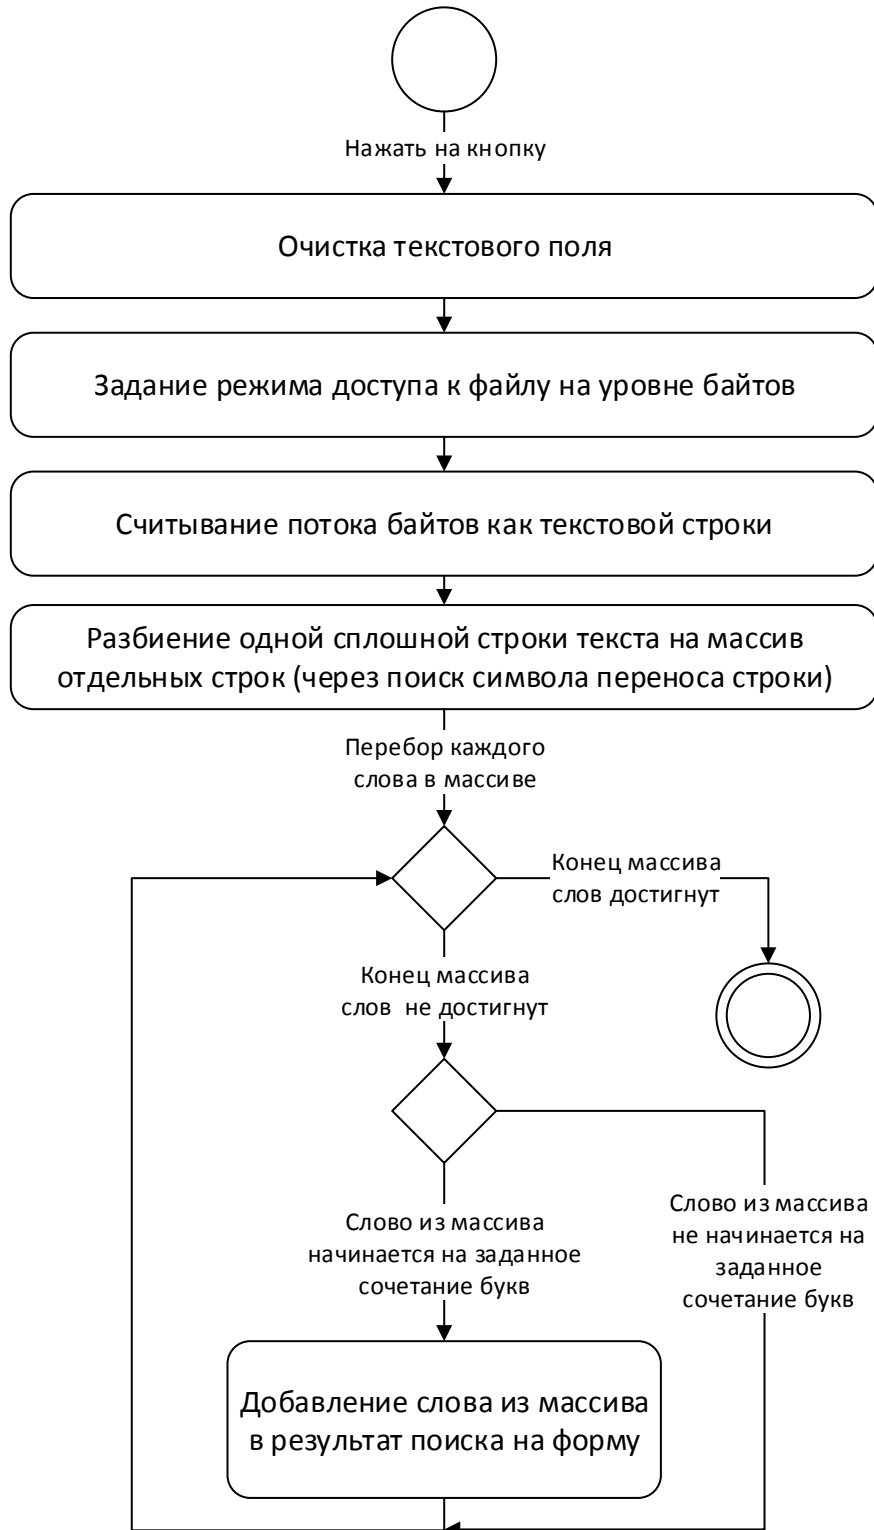 Нажать на кнопку
Очистка текстового поля
Задание режима доступа к файлу на уровне байтов
Считывание потока байтов как текстовой строки
Разбиение одной сплошной строки текста на массив
отдельных строк (через поиск символа переноса строки)
Перебор каждого
слова в массиве
Конец массива
слов достигнут
Конец массива
слов  не достигнут
Слово из массива
начинается на заданное
сочетание букв
Слово из массива
не начинается на
заданное
сочетание букв
Добавление слова из массива
в результат поиска на форму